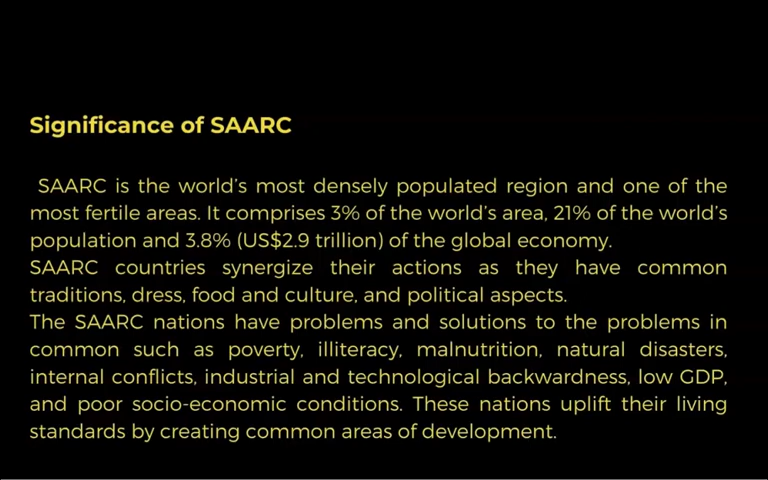 Significance of SAARC
SAARC is the world's most densely populated region and one of the
most fertile areas. It comprises 3% of the world's area, 21% of the world's
population and 3.8% (US$2.9 trillion) of the global economy.
SAARC countries synergize their actions as they have common
traditions, dress, food and culture, and political aspects.
The SAARC nations have problems and solutions to the problems in
common such as poverty, illiteracy, malnutrition, natural disasters,
internal conflicts, industrial and technological backwardness, low GDP,
and poor socio-economic conditions. These nations uplift their living
standards by creating common areas of development.